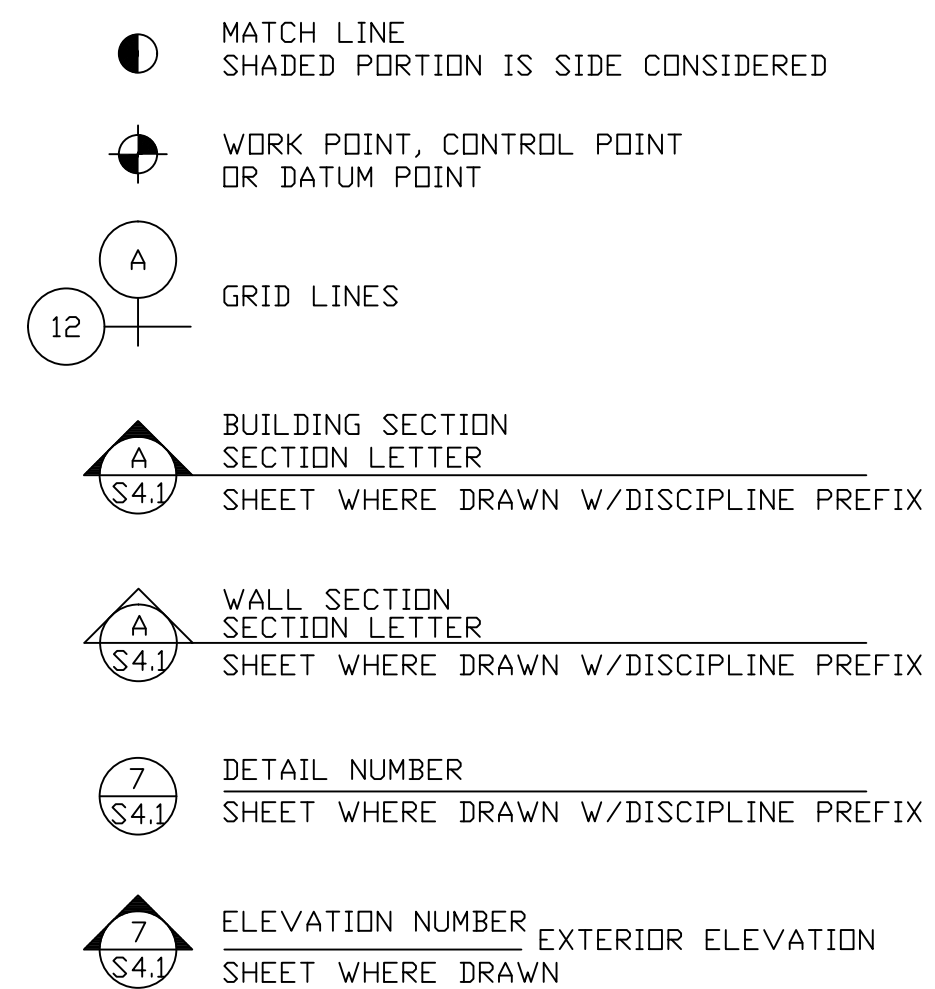 MATCH LINE
SHADED PORTION IS SIDE CONSIDERED
WORK POINT, CONTROL POINT
OR DATUM POINT
A
GRID LINES
12
BUILDING SECTION
A
SECTION LETTER
S4.1
SHEET WHERE DRAWN W/DISCIPLINE PREFIX
WALL SECTION
A
SECTION LETTER
S4.1
SHEET WHERE DRAWN W/DISCIPLINE PREFIX
7
DETAIL NUMBER
S4.1
SHEET WHERE DRAWN W/DISCIPLINE PREFIX
7
ELEVATION NUMBER
EXTERIOR ELEVATION
S4.1
SHEET WHERE DRAWN